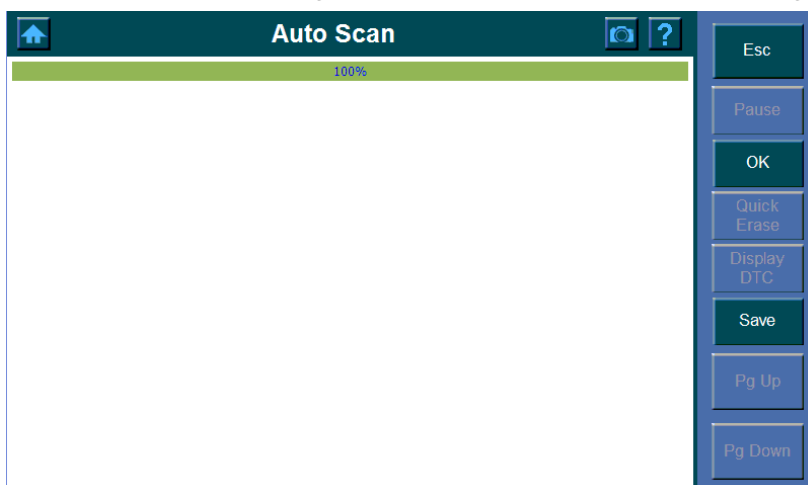 Auto Scan
?
100%
Esc
Pause
OK
Quick
Erase
Display
DTC
Save
Pg Up
Pg Down